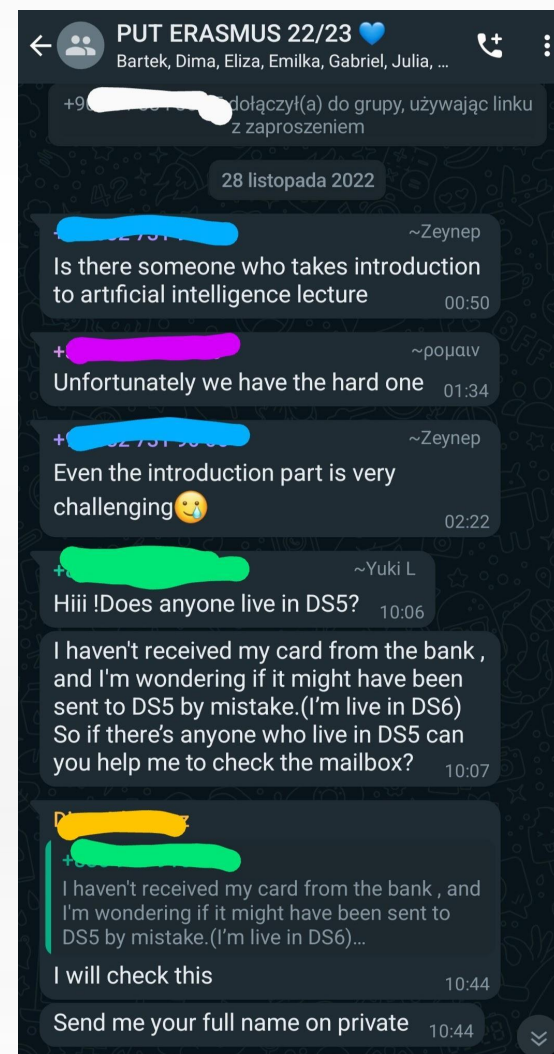 PUT ERASMUS 22/23 💙
Bartek, Dima, Eliza, Emilka, Gabriel, Julia, ...
dołączył(a) do grupy, używając linku
z zaproszeniem
28 listopada 2022
~Zeynep
Is there someone who takes introduction
to artıficial intelligence lecture
00:50
~ρομαιν
Unfortunately we have the hard one 01:34
~Zeynep
Even the introduction part is very
challenging🥲
02:22
~Yuki L
Hiii !Does anyone live in DS5? 10:06
I haven't received my card from the bank ,
and I'm wondering if it might have been
sent to DS5 by mistake.(I’m live in DS6)
So if there’s anyone who live in DS5 can
you help me to check the mailbox? 10:07
I haven't received my card from the bank , and
I'm wondering if it might have been sent to
DS5 by mistake.(I’m live in DS6)...
I will check this 10:44
Send me your full name on private 10:44